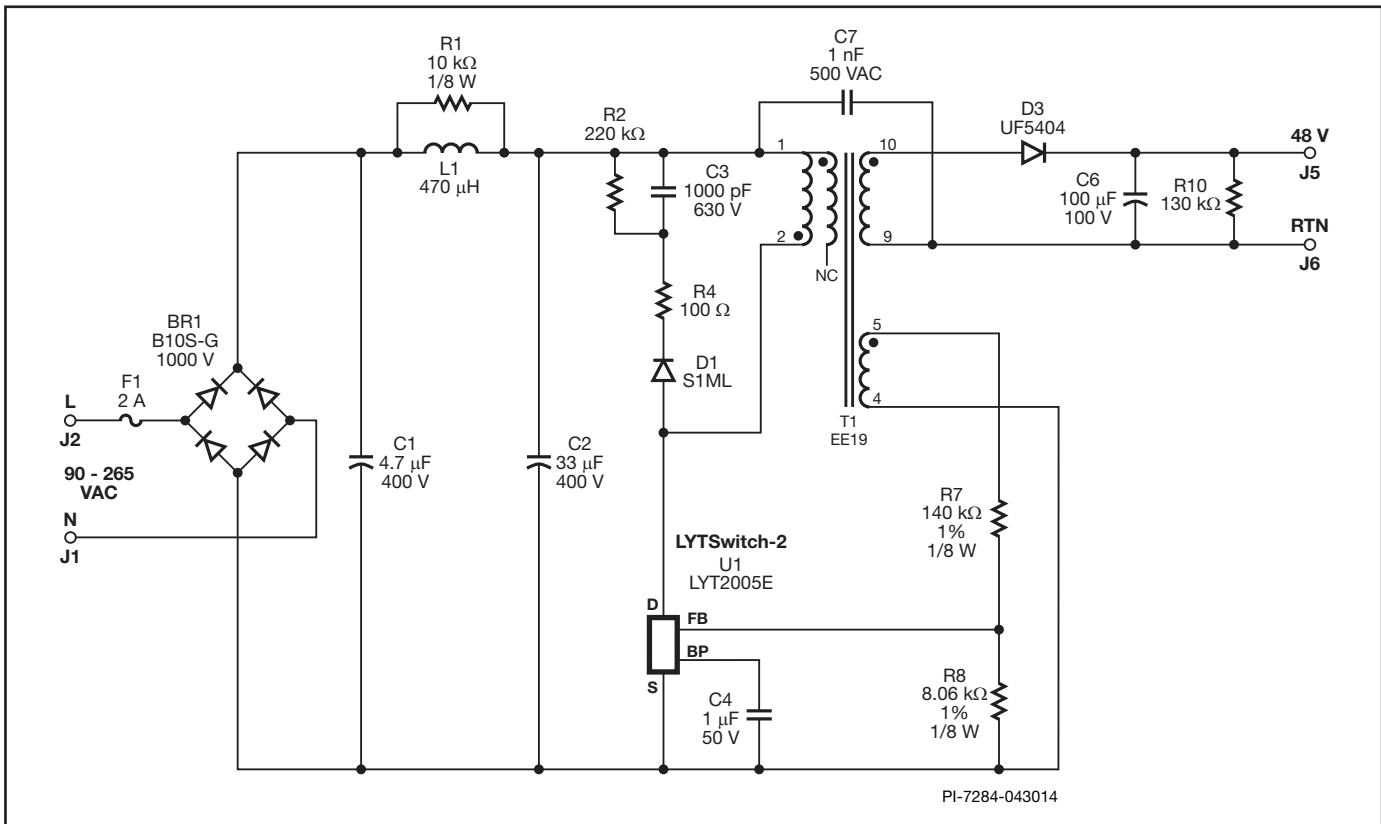 R1
10 kΩ
1/8 W
L1
470 μH
R2
220 kΩ
C3
1000 pF
630 V
C7
1 nF
500 VAC
D3
UF5404
48 V
J5
C6
100 μF
100 V
R10
130 kΩ
RTN
J6
1
2
10
9
NC
5
4
T1
EE19
R4
100 Ω
D1
S1ML
BR1
B10S-G
1000 V
F1
2 A
L
J2
90 - 265
VAC
N
J1
C1
4.7 μF
400 V
C2
33 μF
400 V
LYTSwitch-2
U1
LYT2005E
D
FB
BP
S
C4
1 μF
50 V
R7
140 kΩ
1%
1/8 W
R8
8.06 kΩ
1%
1/8 W
PI-7284-043014